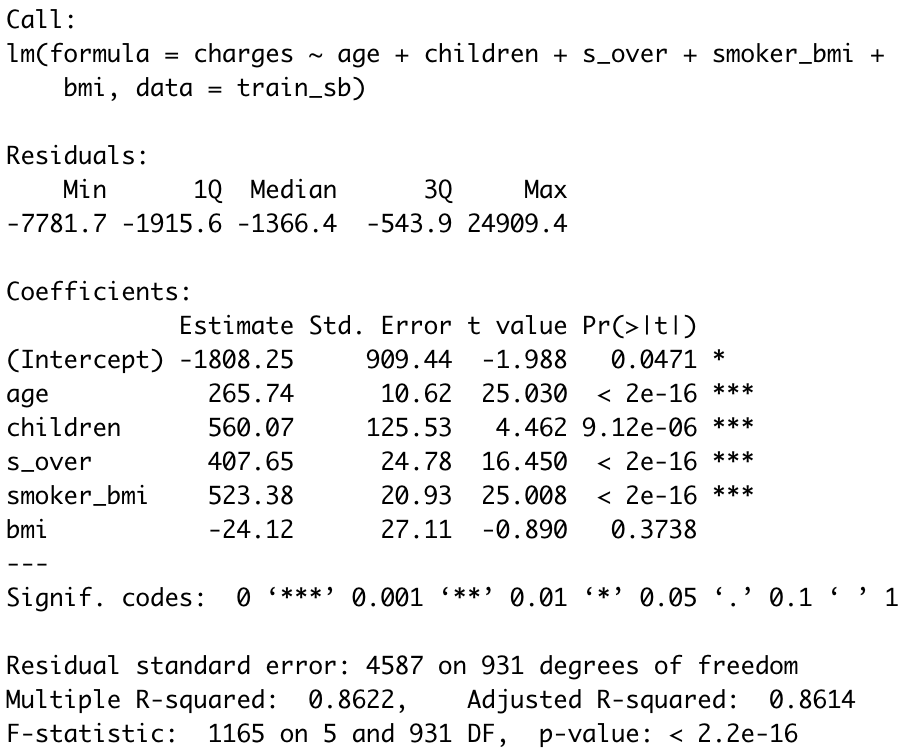 Call:
lm(formula = charges ~ age + children + s_over + smoker_bmi +
    bmi, data = train_sb)

Residuals:
    Min      1Q  Median      3Q     Max
-7781.7 -1915.6 -1366.4  -543.9 24909.4

Coefficients:
            Estimate Std. Error t value Pr(>|t|)
(Intercept) -1808.25     909.44  -1.988   0.0471 *
age           265.74      10.62  25.030  < 2e-16 ***
children      560.07     125.53   4.462 9.12e-06 ***
s_over        407.65      24.78  16.450  < 2e-16 ***
smoker_bmi    523.38      20.93  25.008  < 2e-16 ***
bmi           -24.12      27.11  -0.890   0.3738
---
Signif. codes:  0 ‘***’ 0.001 ‘**’ 0.01 ‘*’ 0.05 ‘.’ 0.1 ‘ ’ 1

Residual standard error: 4587 on 931 degrees of freedom
Multiple R-squared:  0.8622,    Adjusted R-squared:  0.8614
F-statistic:  1165 on 5 and 931 DF,  p-value: < 2.2e-16